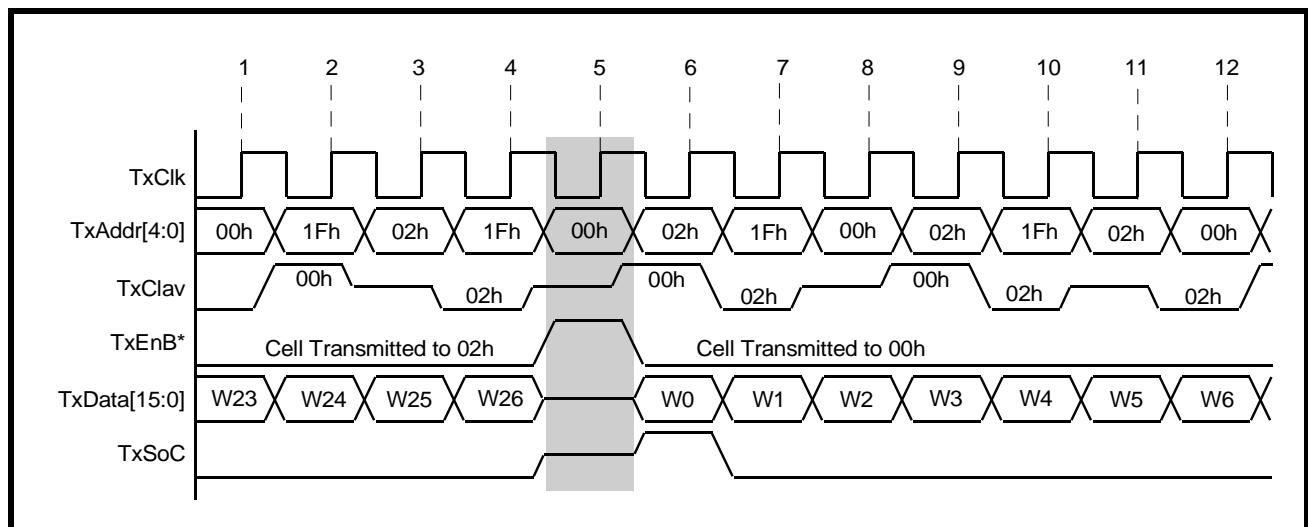 1 2 3 4 5 6 7 8 9 10 11 12
TxClk
TxAddr[4:0] 00h 1Fh 02h 1Fh 00h 02h 1Fh 00h 02h 1Fh 02h 00h
TxClav 00h 02h 00h 02h 00h 02h 02h
TxEnB* Cell Transmitted to 02h Cell Transmitted to 00h
TxData[15:0] W23 W24 W25 W26 W0 W1 W2 W3 W4 W5 W6
TxSoC